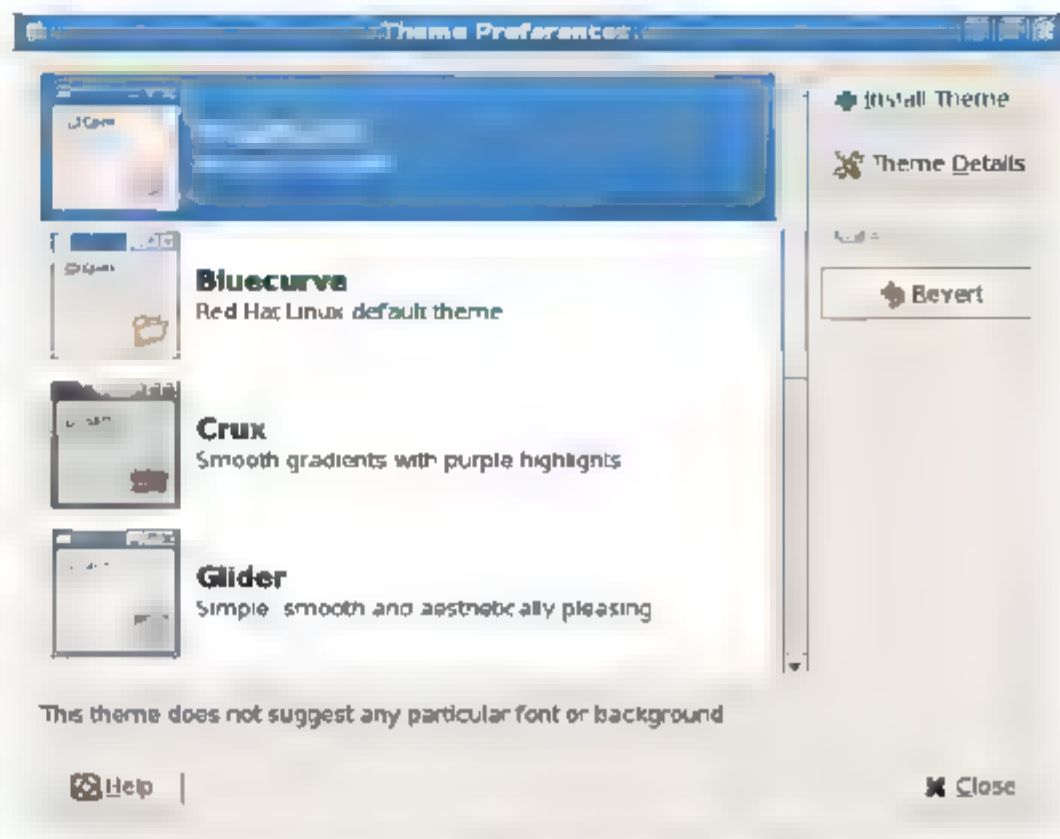 Theme Preferences
Install Theme
Theme Details
Bluecurve
Red Hat Linux default theme
Revert
Crux
Smooth gradients with purple highlights
Glider
Simple, smooth and aesthetically pleasing
This theme does not suggest any particular font or background
Help
Close